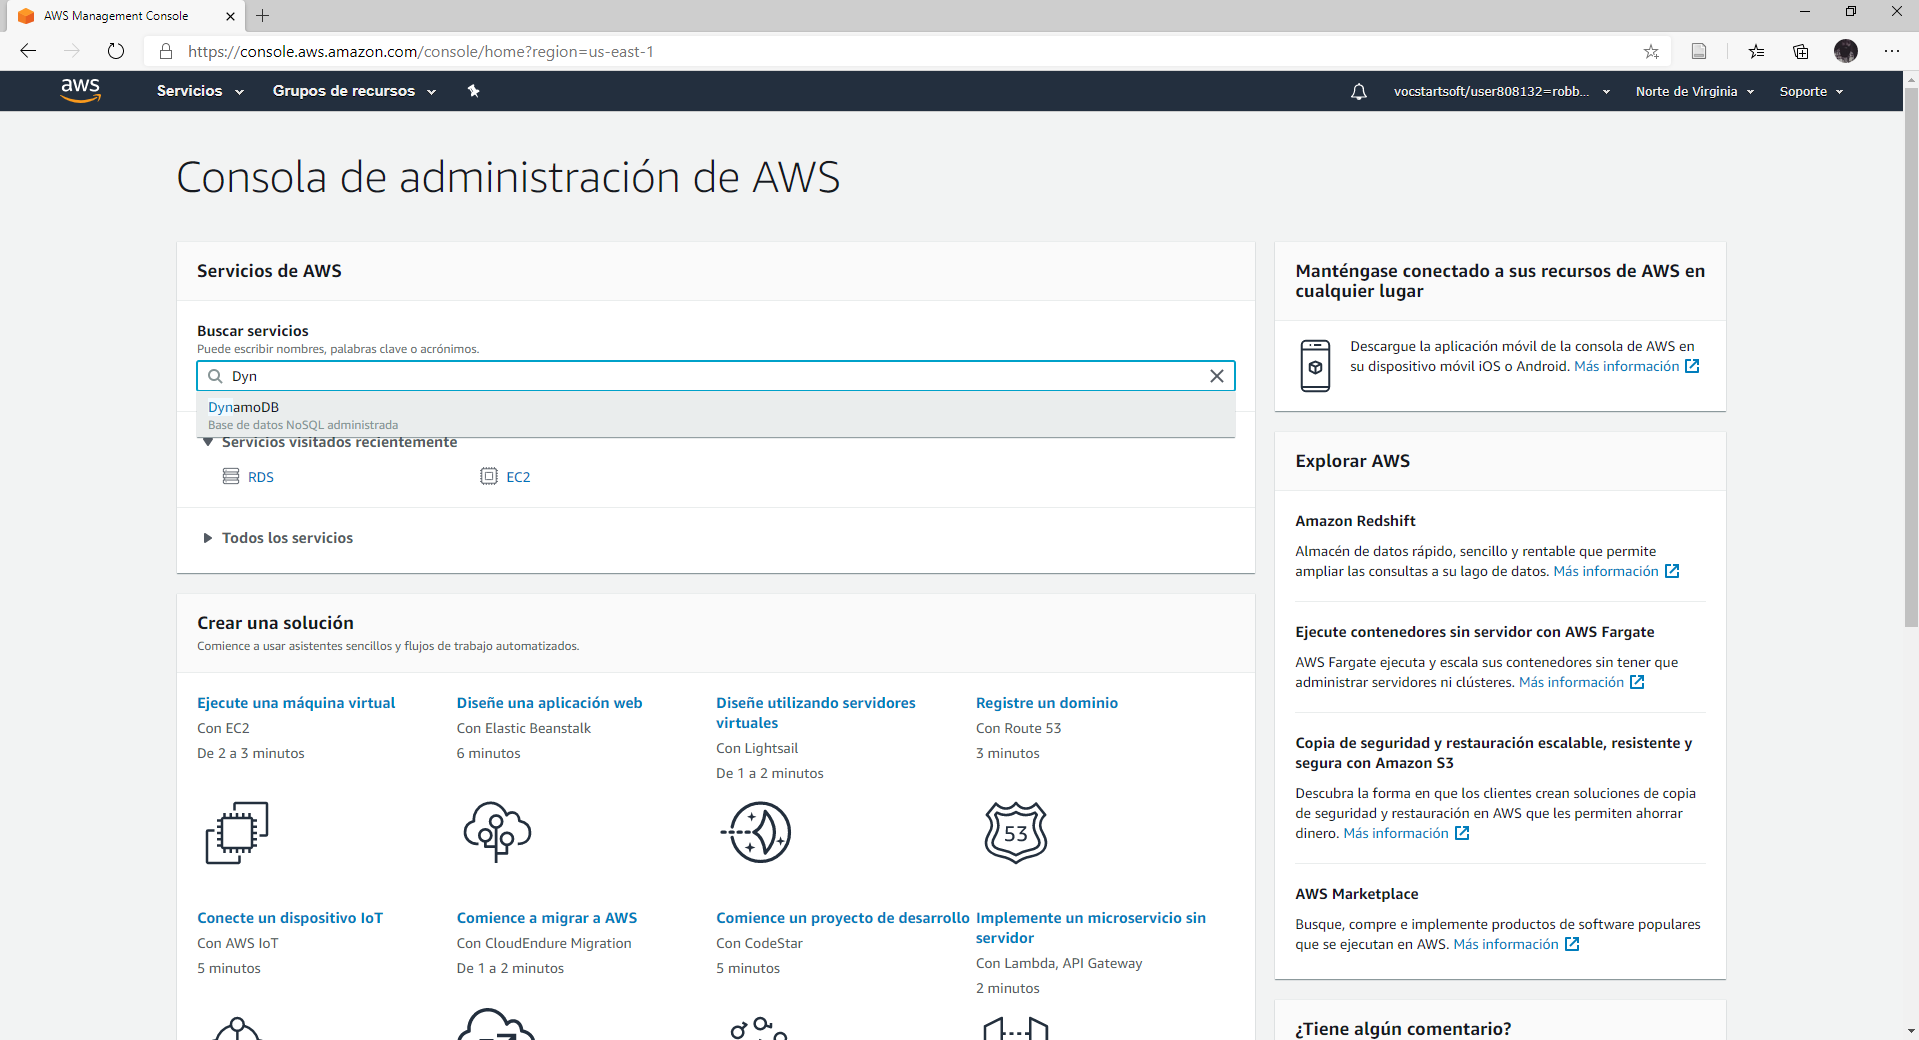 AWS Management Console
https://console.aws.amazon.com/console/home?region=us-east-1
aws
Servicios
Grupos de recursos
vocstartsoft/user808132=robb...
Norte de Virginia
Soporte
Consola de administración de AWS
Servicios de AWS
Buscar servicios
Puede escribir nombres, palabras clave o acrónimos.
Dyn
DynamoDB
Base de datos NoSQL administrada
Servicios visitados recientemente
RDS
EC2
Todos los servicios
Crear una solución
Comience a usar asistentes sencillos y flujos de trabajo automatizados.
Ejecute una máquina virtual
Con EC2
De 2 a 3 minutos
Diseñe una aplicación web
Con Elastic Beanstalk
6 minutos
Diseñe utilizando servidores
virtuales
Con Lightsail
De 1 a 2 minutos
Registre un dominio
Con Route 53
3 minutos
53
Conecte un dispositivo IoT
Con AWS IoT
5 minutos
Comience a migrar a AWS
Con CloudEndure Migration
De 1 a 2 minutos
Comience un proyecto de desarrollo
Con CodeStar
5 minutos
Implemente un microservicio sin
servidor
Con Lambda, API Gateway
2 minutos
Manténgase conectado a sus recursos de AWS en
cualquier lugar
Descargue la aplicación móvil de la consola de AWS en
su dispositivo móvil iOS o Android. Más información
Explorar AWS
Amazon Redshift
Almacén de datos rápido, sencillo y rentable que permite
ampliar las consultas a su lago de datos. Más información
Ejecute contenedores sin servidor con AWS Fargate
AWS Fargate ejecuta y escala sus contenedores sin tener que
administrar servidores ni clústeres. Más información
Copia de seguridad y restauración escalable, resistente y
segura con Amazon S3
Descubra la forma en que los clientes crean soluciones de copia
de seguridad y restauración en AWS que les permiten ahorrar
dinero. Más información
AWS Marketplace
Busque, compre e implemente productos de software populares
que se ejecutan en AWS. Más información
¿Tiene algún comentario?